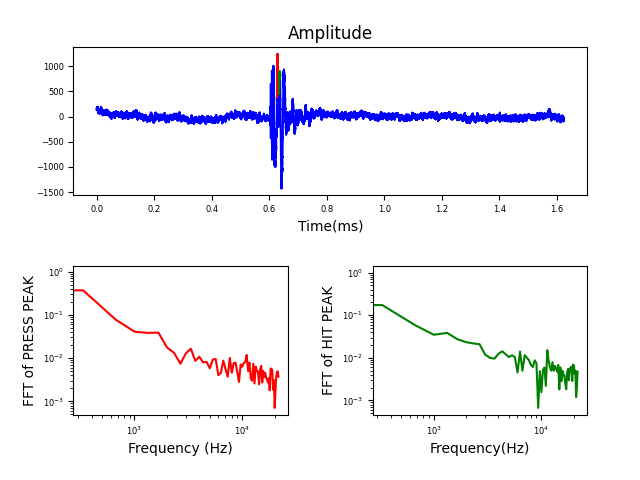 Amplitude
1000
500
0
−500
−1000
−1500
0.0 0.2 0.4 0.6 0.8 1.0 1.2 1.4 1.6
Time(ms)
FFT of PRESS PEAK
10⁰
10⁻¹
10⁻²
10⁻³
10³ 10⁴
Frequency (Hz)
FFT of HIT PEAK
10⁰
10⁻¹
10⁻²
10⁻³
10³ 10⁴
Frequency(Hz)